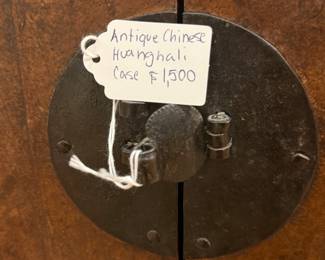 Antique Chinese
Huanghali
Case $1,500